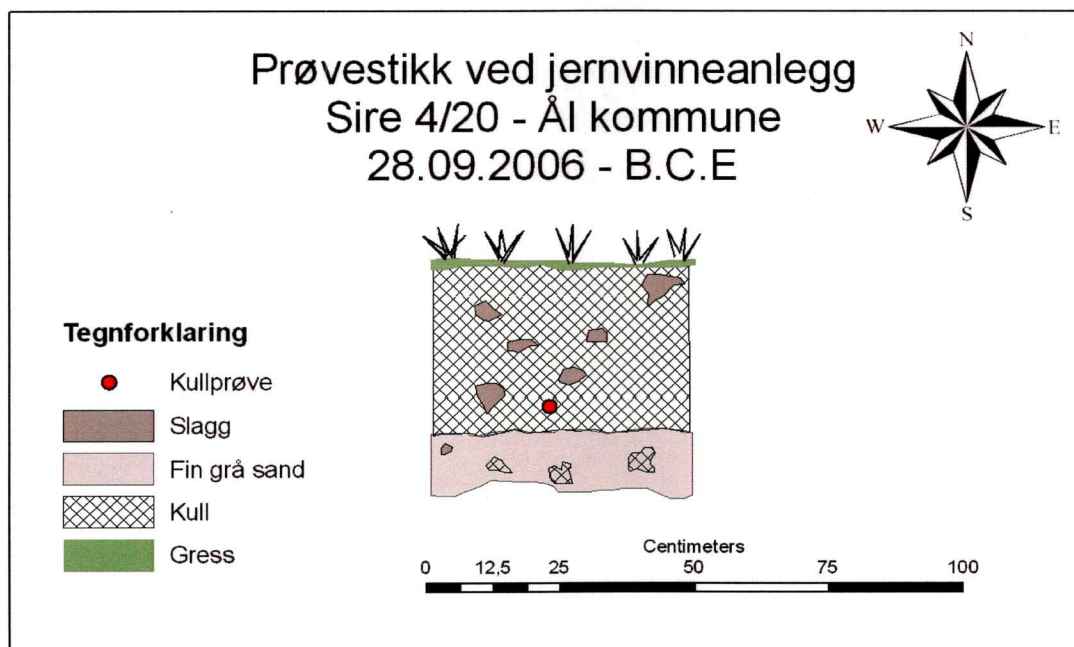 Prøvestikk ved jernvinneanlegg
Sire 4/20 - Ål kommune
28.09.2006 - B.C.E
N
W
E
S
Tegnforklaring
Kullprøve
Slagg
Fin grå sand
Kull
Gress
Centimeters
0 12,5 25 50 75 100